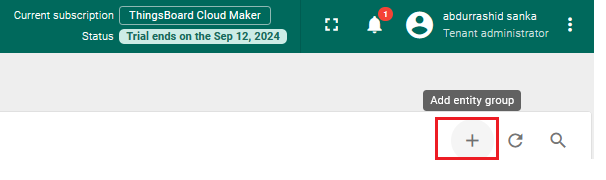 Current subscription ThingsBoard Cloud Maker
Status Trial ends on the Sep 12, 2024
1
abdurrashid sanka
Tenant administrator
Add entity group